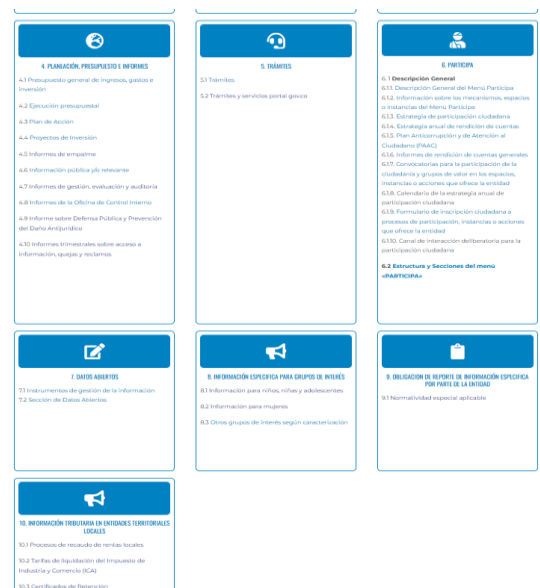 4. PLANEACIÓN, PRESUPUESTO E INFORMES
4.1 Presupuesto general de ingresos, gastos e
inversión
4.2 Ejecución presupuestal
4.3 Plan de Acción
4.4 Proyectos de Inversión
4.5 Informes de empalme
4.6 Información pública y/o relevante
4.7 Informes de gestión, evaluación y auditoría
4.8 Informes de la Oficina de Control Interno
4.9 Informe sobre Defensa Pública y Prevención
del Daño Antijurídico
4.10 Informes trimestrales sobre acceso a
información, quejas y reclamos
5. TRÁMITES
5.1 Trámites
5.2 Trámites y servicios portal gov.co
6. PARTICIPA
6.1 Descripción General
6.1.1. Descripción General del Menú Participa
6.1.2. Información sobre los mecanismos, espacios
o instancias del Menú Participa
6.1.3. Estrategia de participación ciudadana
6.1.4. Estrategia anual de rendición de cuentas
6.1.5. Plan Anticorrupción y de Atención al
Ciudadano (PAAC)
6.1.6. Informes de rendición de cuentas generales
6.1.7. Convocatorias para la participación de la
ciudadanía y grupos de valor en los espacios,
instancias o acciones que ofrece la entidad
6.1.8. Calendario de la estrategia anual de
participación ciudadana
6.1.9. Formulario de inscripción ciudadana a
procesos de participación, instancias o acciones
que ofrece la entidad
6.1.10. Canal de interacción deliberatoria para la
participación ciudadana
6.2 Estructura y Secciones del menú
«PARTICIPA»
7. DATOS ABIERTOS
7.1 Instrumentos de gestión de la información
7.2 Sección de Datos Abiertos
8. INFORMACIÓN ESPECÍFICA PARA GRUPOS DE INTERÉS
8.1 Información para niños, niñas y adolescentes
8.2 Información para mujeres
8.3 Otros grupos de interés según caracterización
9. OBLIGACIÓN DE REPORTE DE INFORMACIÓN ESPECÍFICA
POR PARTE DE LA ENTIDAD
9.1 Normatividad especial aplicable
10. INFORMACIÓN TRIBUTARIA EN ENTIDADES TERRITORIALES
LOCALES
10.1 Procesos de recaudo de rentas locales
10.2 Tarifas de liquidación del Impuesto de
Industria y Comercio (ICA)
10.3 Certificados de Retención